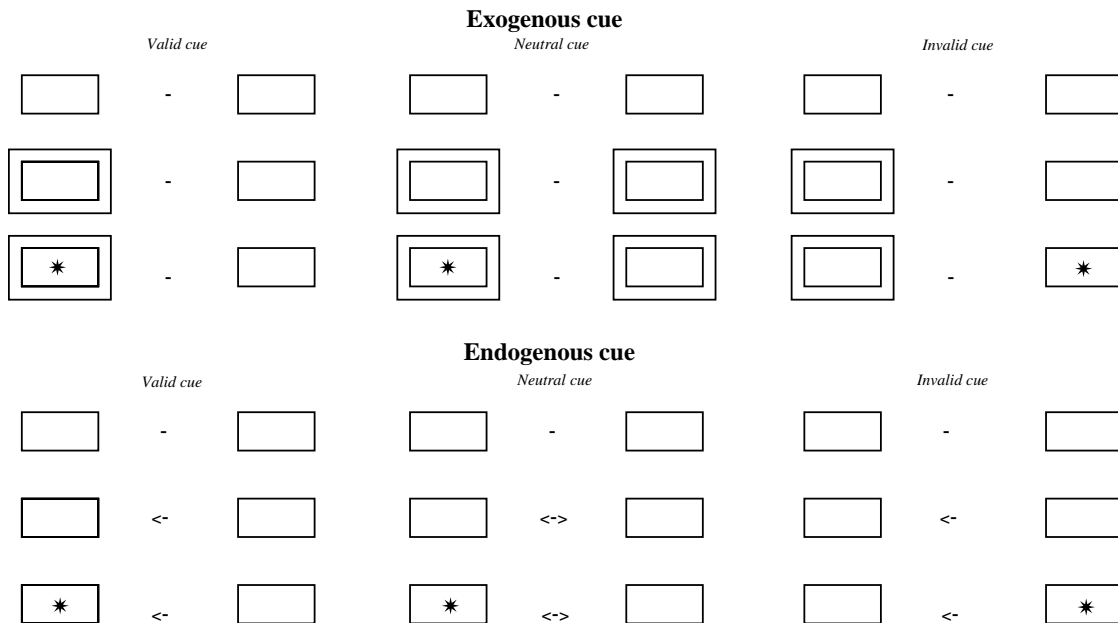 Exogenous cue
Valid cue Neutral cue Invalid cue
- - -
- - -
- - -
Endogenous cue
Valid cue Neutral cue Invalid cue
- - -
<- <-> <-
<- <-> <-